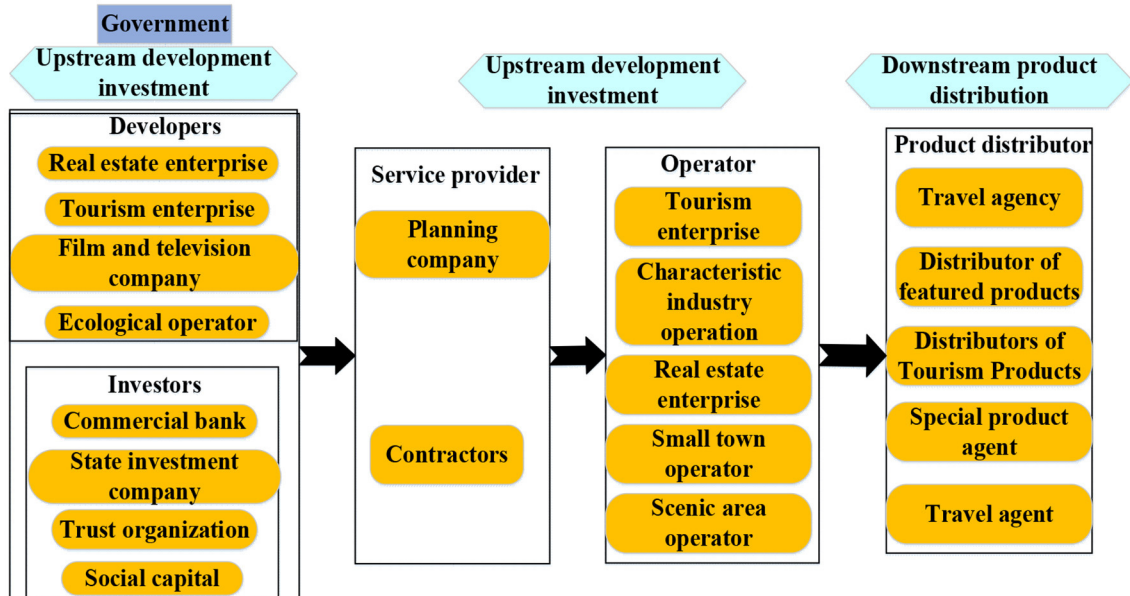 Government
Upstream development
investment
Developers
Real estate enterprise
Tourism enterprise
Film and television
company
Ecological operator
Investors
Commercial bank
State investment
company
Trust organization
Social capital
Upstream development
investment
Service provider
Planning
company
Contractors
Operator
Tourism
enterprise
Characteristic
industry
operation
Real estate
enterprise
Small town
operator
Scenic area
operator
Downstream product
distribution
Product distributor
Travel agency
Distributor of
featured products
Distributors of
Tourism Products
Special product
agent
Travel agent